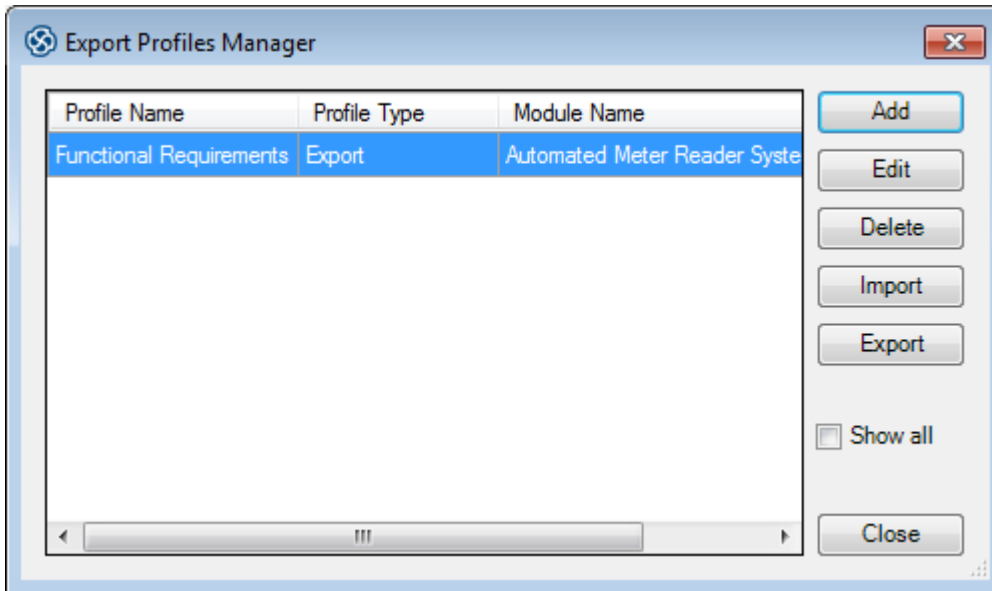 Export Profiles Manager
Profile Name Profile Type Module Name
Functional Requirements Export Automated Meter Reader Syste
Add
Edit
Delete
Import
Export
Show all
Close